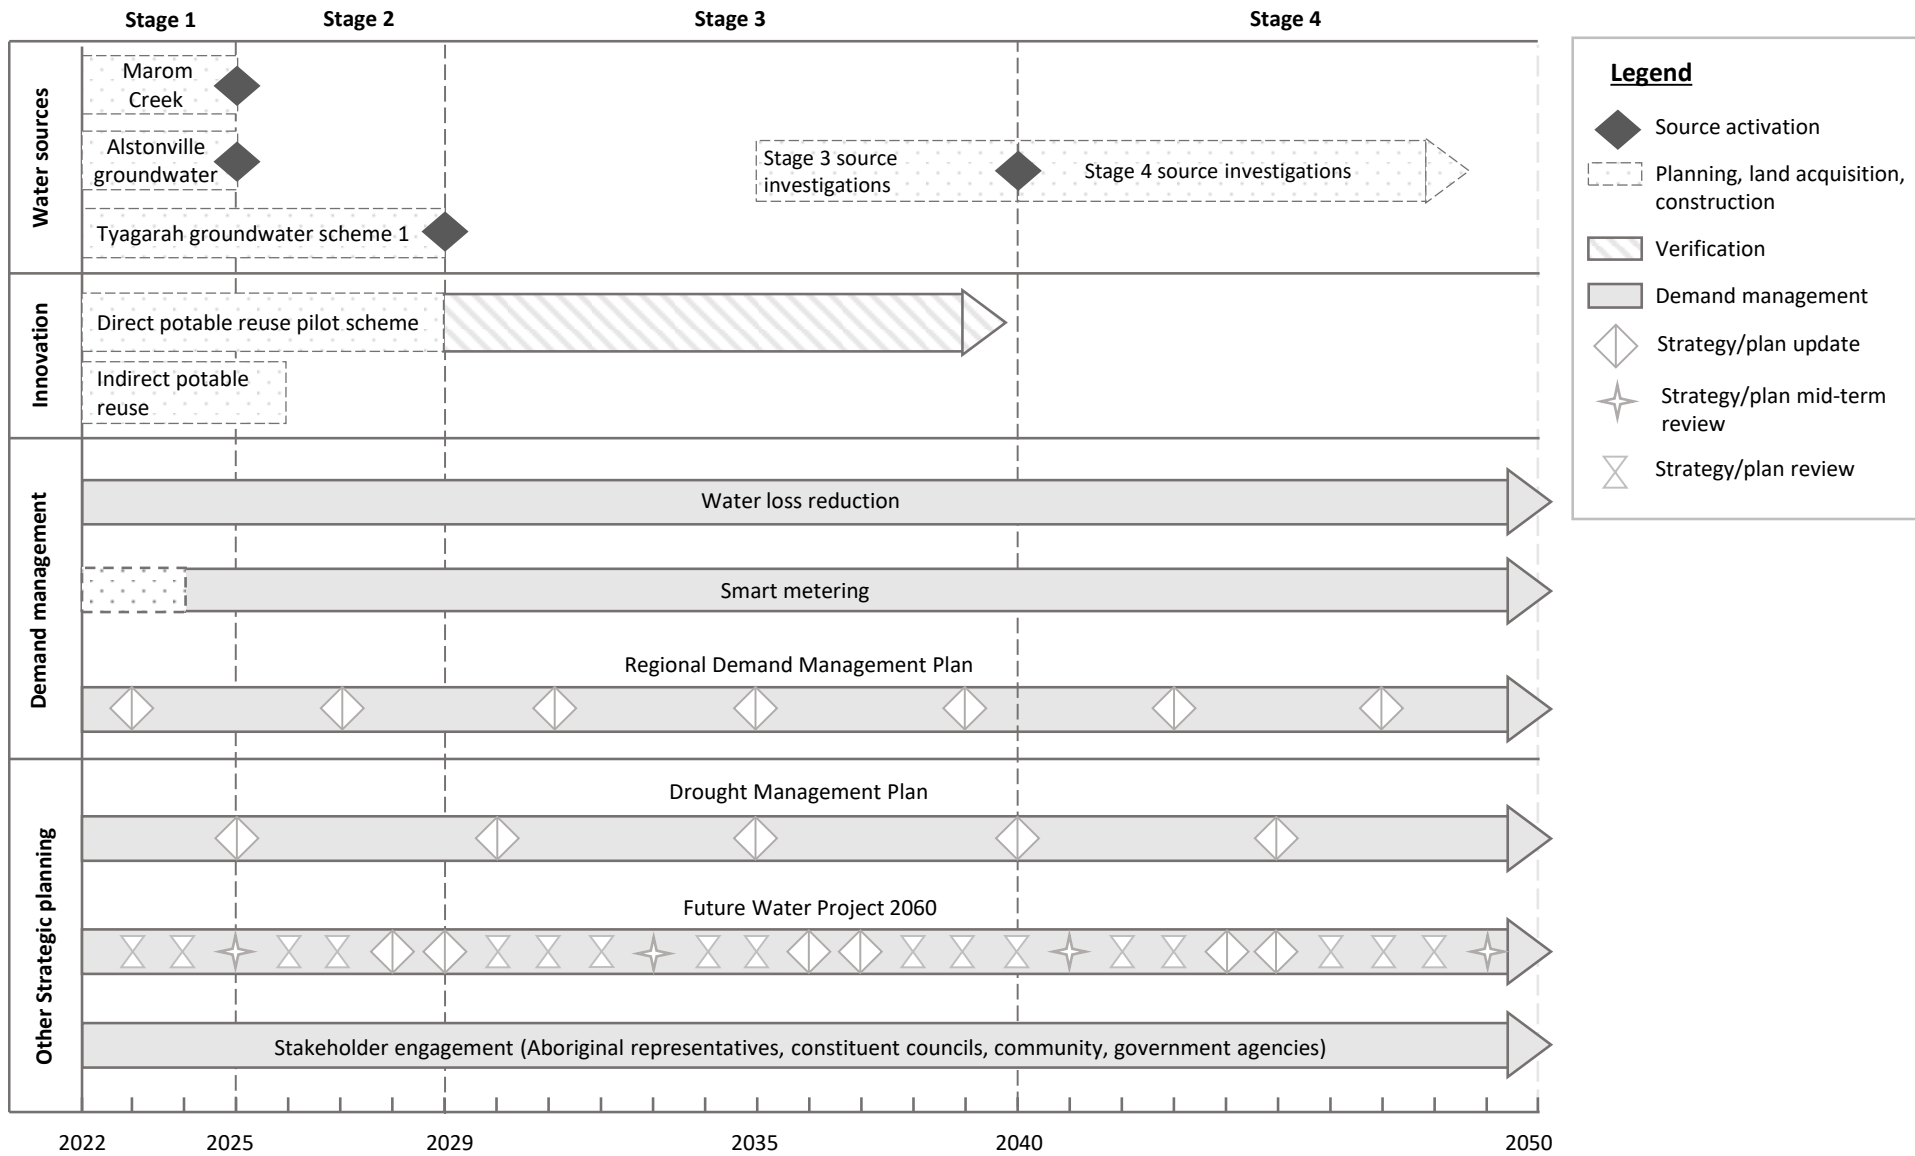 Stage 1
Stage 2
Stage 3
Stage 4
Water sources
Marom
Creek
Alstonville
groundwater
Tyagarah groundwater scheme 1
Stage 3 source
investigations
Stage 4 source investigations
Innovation
Direct potable reuse pilot scheme
Indirect potable
reuse
Demand management
Water loss reduction
Smart metering
Regional Demand Management Plan
Other Strategic planning
Drought Management Plan
Future Water Project 2060
Stakeholder engagement (Aboriginal representatives, constituent councils, community, government agencies)
2022
2025
2029
2035
2040
2050
Legend
Source activation
Planning, land acquisition,
construction
Verification
Demand management
Strategy/plan update
Strategy/plan mid-term
review
Strategy/plan review